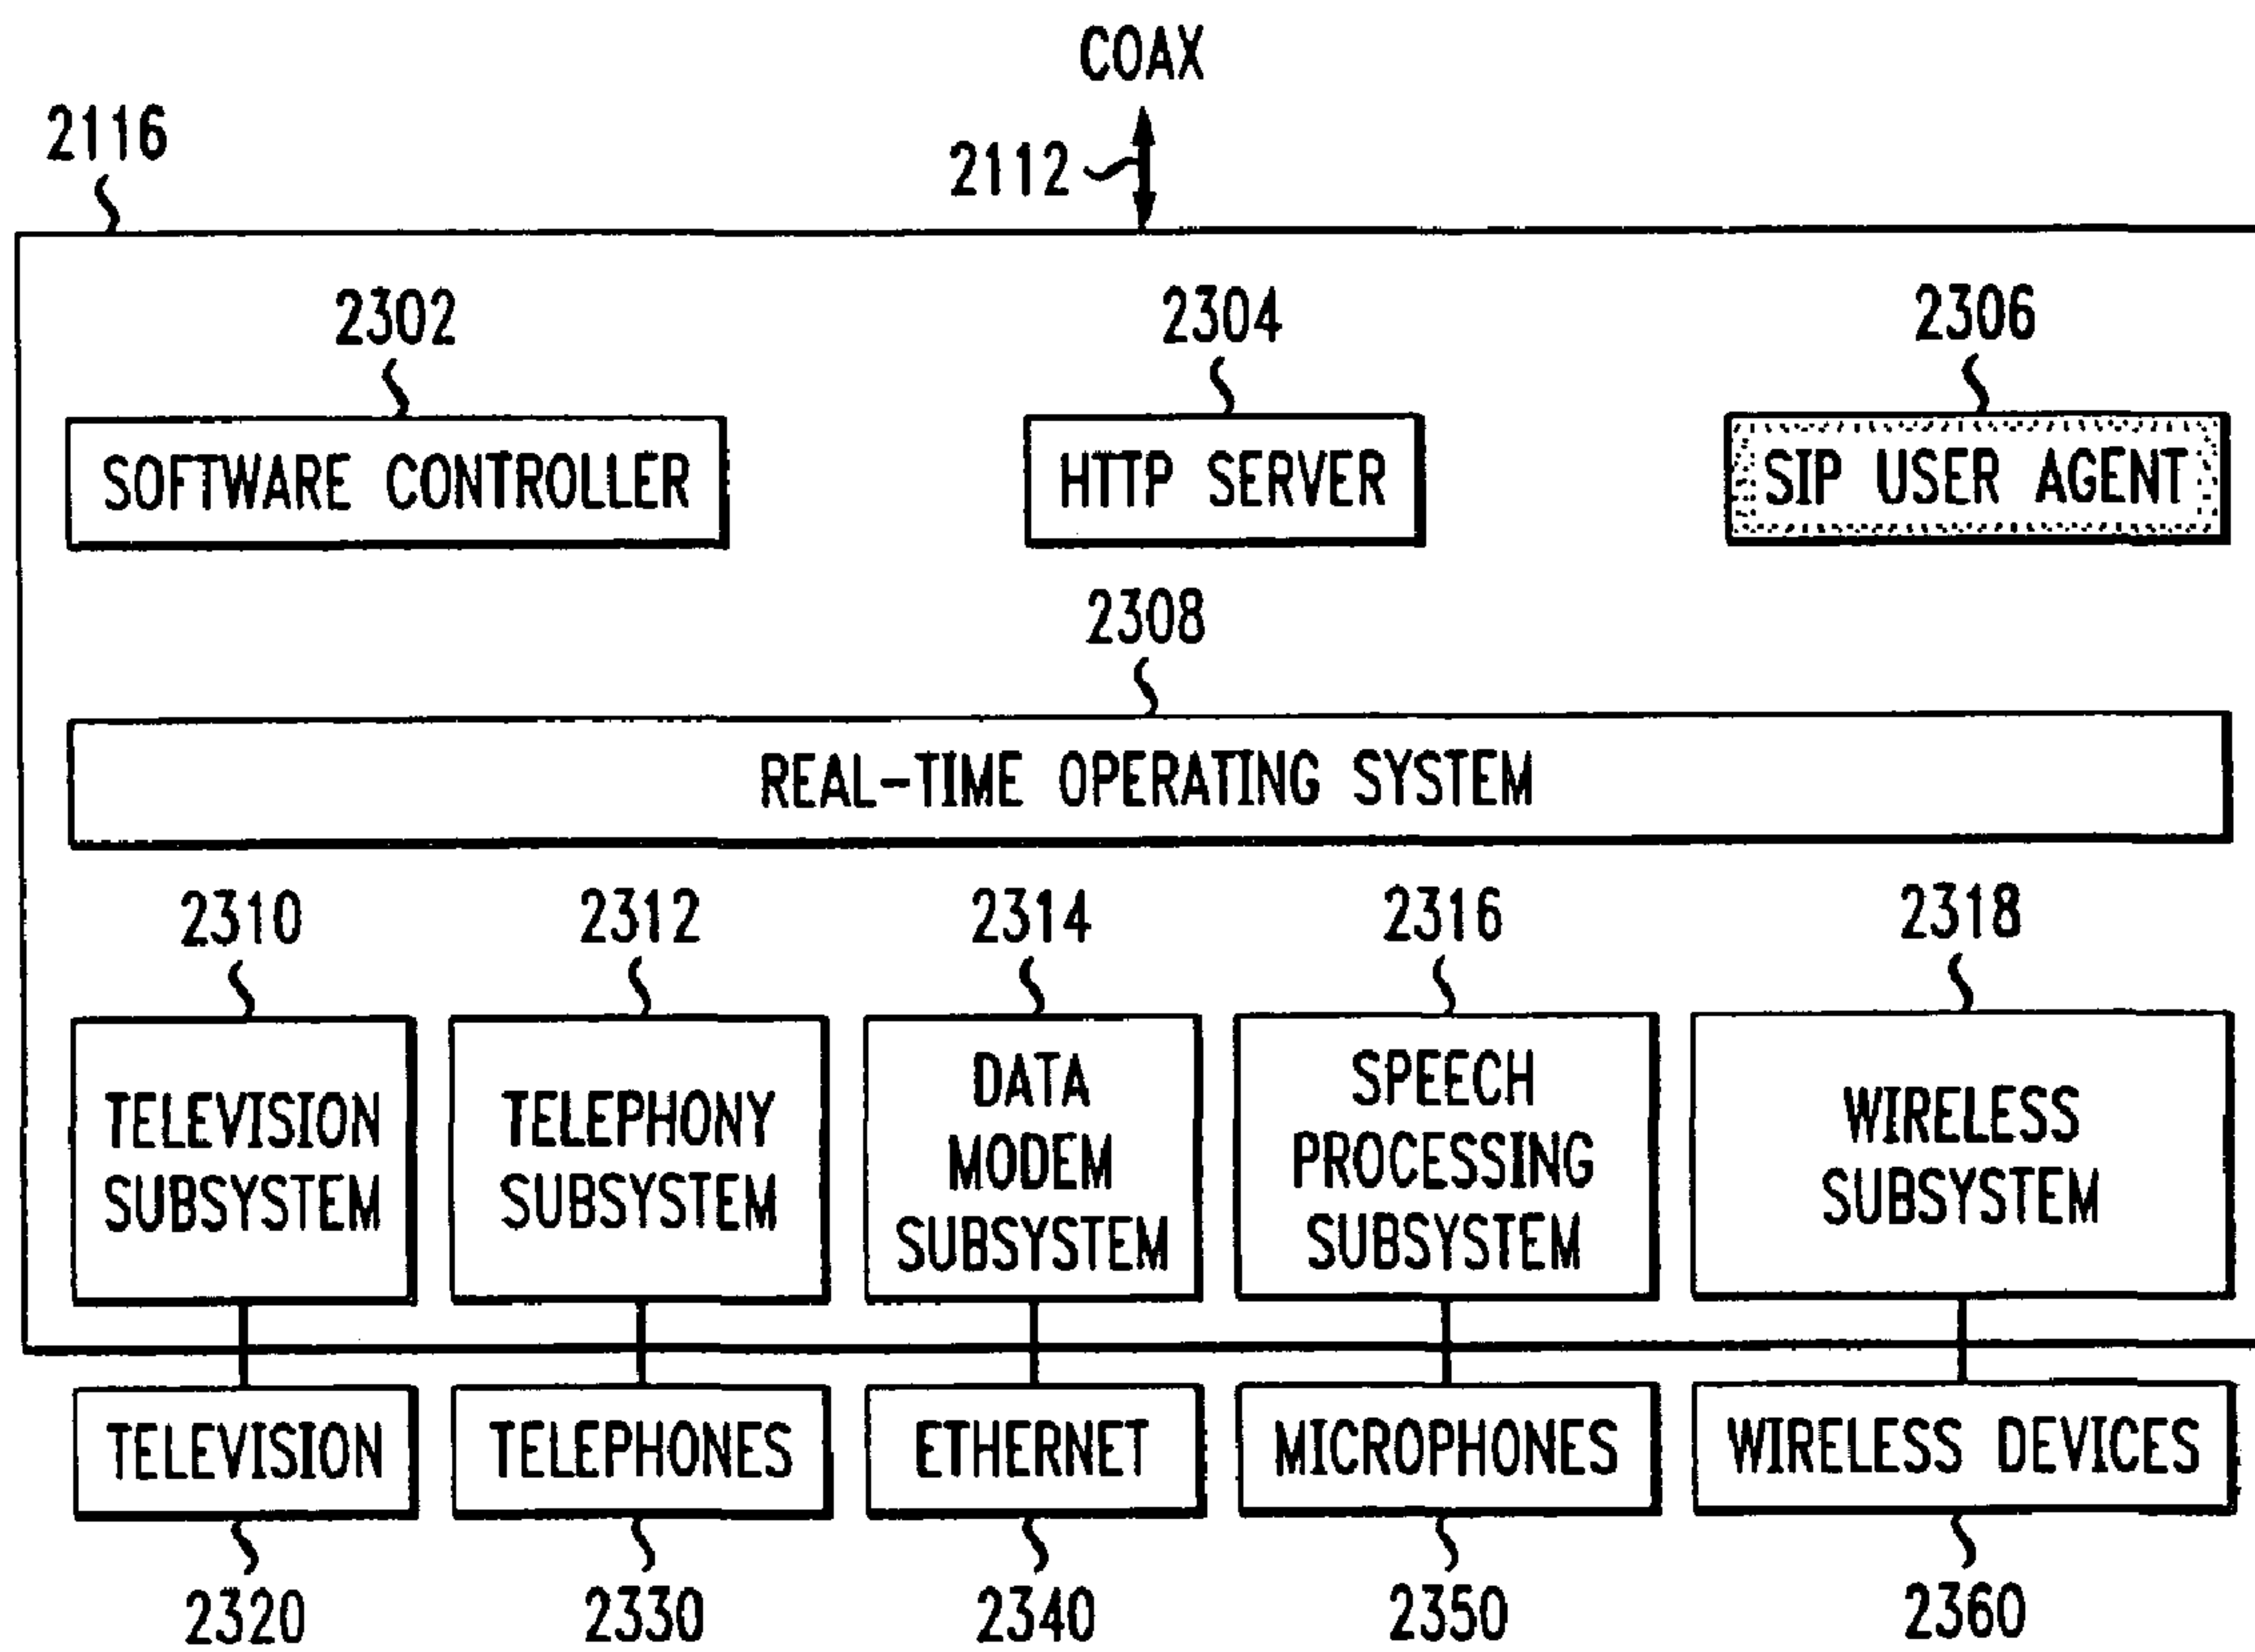 COAX
2116
2112
2302
2304
2306
SOFTWARE CONTROLLER
HTTP SERVER
SIP USER AGENT
2308
REAL-TIME OPERATING SYSTEM
2310
2312
2314
2316
2318
TELEVISION
SUBSYSTEM
TELEPHONY
SUBSYSTEM
DATA
MODEM
SUBSYSTEM
SPEECH
PROCESSING
SUBSYSTEM
WIRELESS
SUBSYSTEM
TELEVISION
TELEPHONES
ETHERNET
MICROPHONES
WIRELESS DEVICES
2320
2330
2340
2350
2360